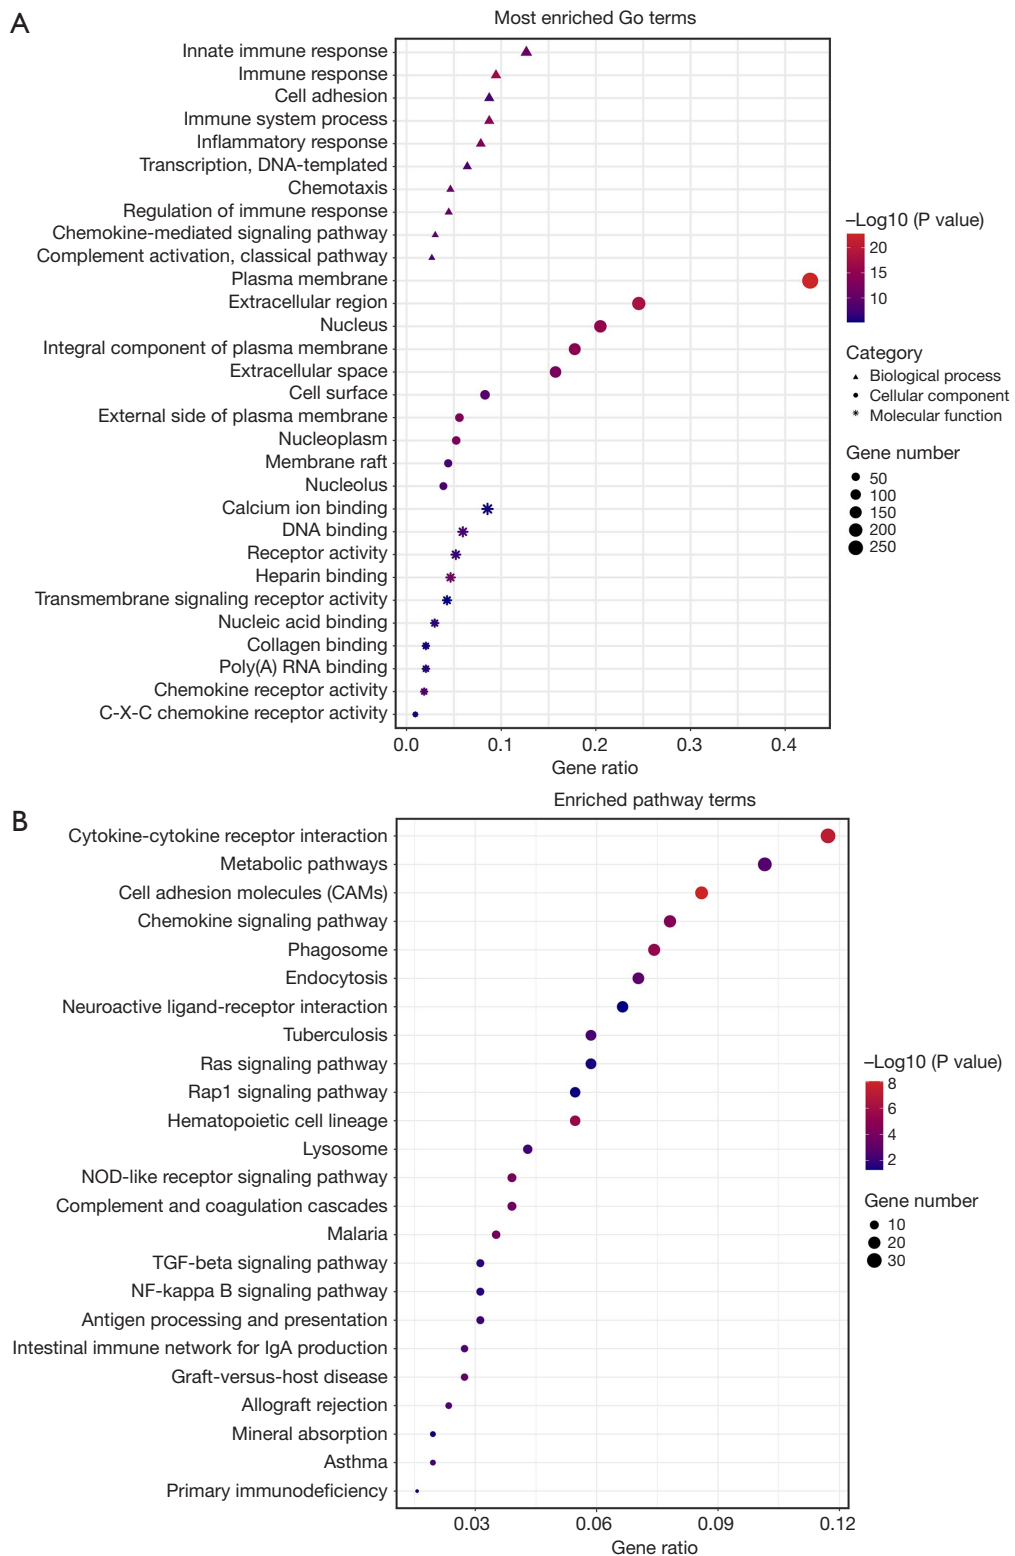 A
Most enriched Go terms
Innate immune response
Immune response
Cell adhesion
Immune system process
Inflammatory response
Transcription, DNA-templated
Chemotaxis
Regulation of immune response
Chemokine-mediated signaling pathway
Complement activation, classical pathway
Plasma membrane
Extracellular region
Nucleus
Integral component of plasma membrane
Extracellular space
Cell surface
External side of plasma membrane
Nucleoplasm
Membrane raft
Nucleolus
Calcium ion binding
DNA binding
Receptor activity
Heparin binding
Transmembrane signaling receptor activity
Nucleic acid binding
Collagen binding
Poly(A) RNA binding
Chemokine receptor activity
C-X-C chemokine receptor activity
0.0 0.1 0.2 0.3 0.4
Gene ratio
–Log10 (P value)
20
15
10
Category
Biological process
Cellular component
Molecular function
Gene number
50
100
150
200
250
B
Enriched pathway terms
Cytokine-cytokine receptor interaction
Metabolic pathways
Cell adhesion molecules (CAMs)
Chemokine signaling pathway
Phagosome
Endocytosis
Neuroactive ligand-receptor interaction
Tuberculosis
Ras signaling pathway
Rap1 signaling pathway
Hematopoietic cell lineage
Lysosome
NOD-like receptor signaling pathway
Complement and coagulation cascades
Malaria
TGF-beta signaling pathway
NF-kappa B signaling pathway
Antigen processing and presentation
Intestinal immune network for IgA production
Graft-versus-host disease
Allograft rejection
Mineral absorption
Asthma
Primary immunodeficiency
0.03 0.06 0.09 0.12
Gene ratio
–Log10 (P value)
8
6
4
2
Gene number
10
20
30